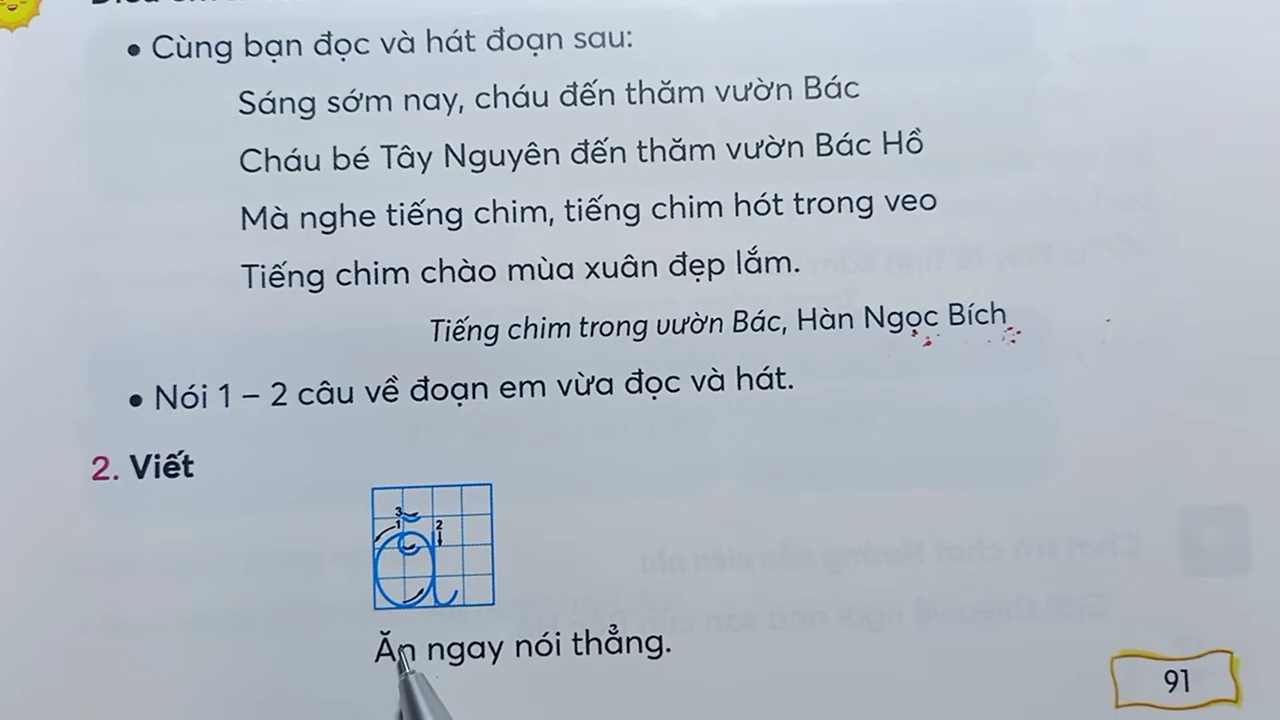 • Cùng bạn đọc và hát đoạn sau:
Sáng sớm nay, cháu đến thăm vườn Bác
Cháu bé Tây Nguyên đến thăm vườn Bác Hồ
Mà nghe tiếng chim, tiếng chim hót trong veo
Tiếng chim chào mùa xuân đẹp lắm.
Tiếng chim trong vườn Bác, Hàn Ngọc Bích
• Nói 1 – 2 câu về đoạn em vừa đọc và hát.
2. Viết
3
1 2
Ă
Ăn ngay nói thẳng.
91